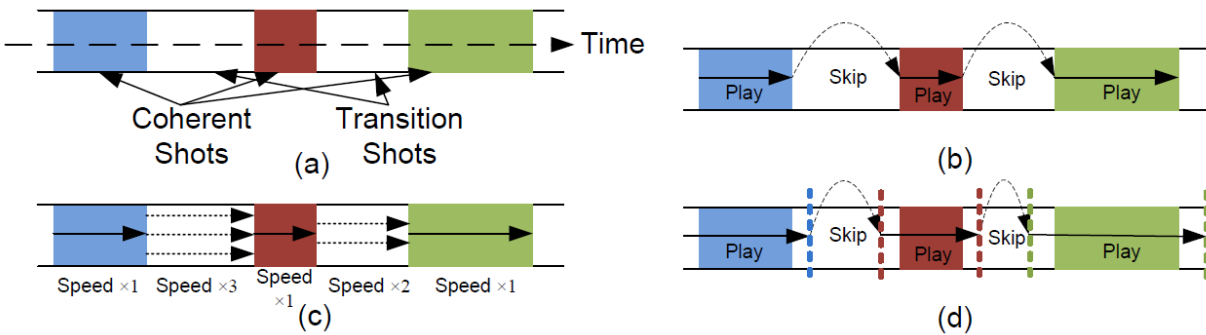 Time
Coherent
Shots
Transition
Shots
(a)
Play
Skip
Play
Skip
Play
(b)
Speed ×1
Speed ×3
Speed
×1
Speed ×2
Speed ×1
(c)
Play
Skip
Play
Skip
Play
(d)